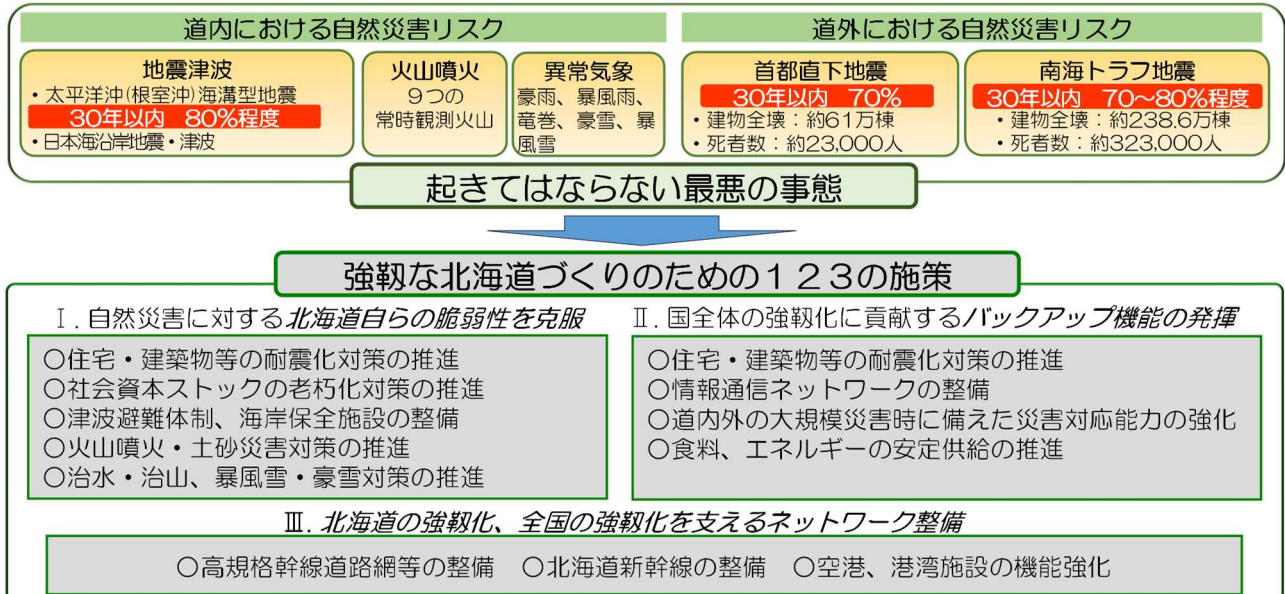 道内における自然災害リスク
地震津波
・太平洋沖(根室沖)海溝型地震
30年以内 80%程度
・日本海沿岸地震・津波
火山噴火
9つの
常時観測火山
異常気象
豪雨、暴風雨、
竜巻、豪雪、暴
風雪
道外における自然災害リスク
首都直下地震
30年以内 70%
・建物全壊：約61万棟
・死者数：約23,000人
南海トラフ地震
30年以内 70～80%程度
・建物全壊：約238.6万棟
・死者数：約323,000人
起きてはならない最悪の事態
強靱な北海道づくりのための１２３の施策
Ⅰ. 自然災害に対する北海道自らの脆弱性を克服
○住宅・建築物等の耐震化対策の推進
○社会資本ストックの老朽化対策の推進
○津波避難体制、海岸保全施設の整備
○火山噴火・土砂災害対策の推進
○治水・治山、暴風雪・豪雪対策の推進
Ⅱ. 国全体の強靱化に貢献するバックアップ機能の発揮
○住宅・建築物等の耐震化対策の推進
○情報通信ネットワークの整備
○道内外の大規模災害時に備えた災害対応能力の強化
○食料、エネルギーの安定供給の推進
Ⅲ. 北海道の強靱化、全国の強靱化を支えるネットワーク整備
○高規格幹線道路網等の整備 ○北海道新幹線の整備 ○空港、港湾施設の機能強化